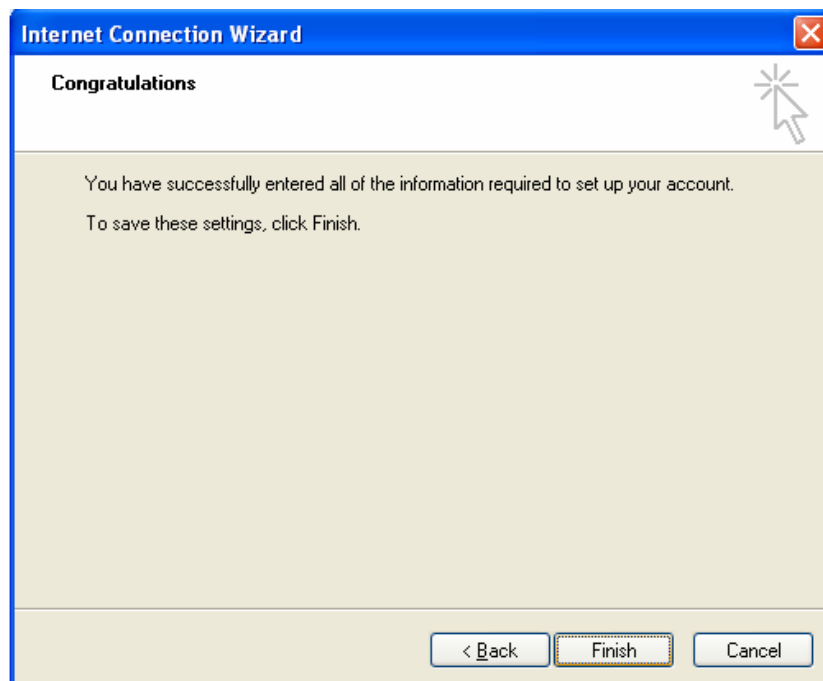 Internet Connection Wizard
Congratulations
You have successfully entered all of the information required to set up your account.
To save these settings, click Finish.
< Back
Finish
Cancel